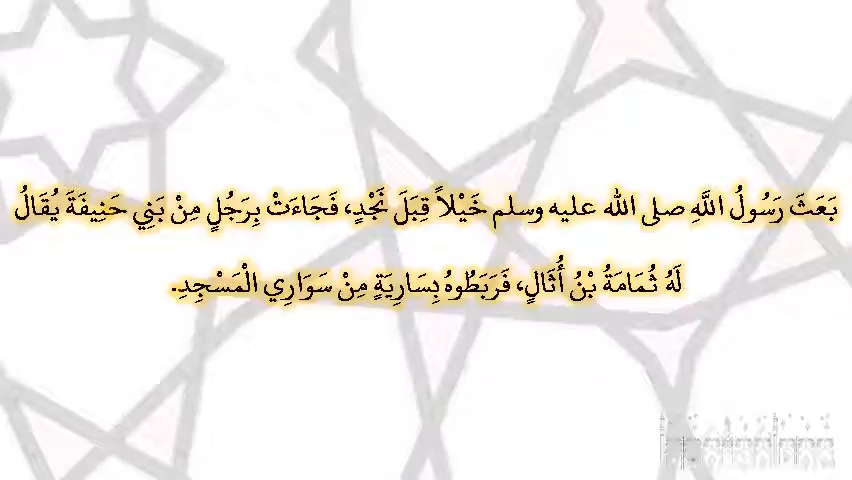 بَعَثَ رَسُولُ اللَّهِ صلى الله عليه وسلم خَيْلاً قِبَلَ نَجْدٍ، فَجَاءَتْ بِرَجُلٍ مِنْ بَنِي حَنِيفَةَ يُقَالُ
لَهُ ثُمَامَةُ بْنُ أُثَالٍ، فَرَبَطُوهُ بِسَارِيَةٍ مِنْ سَوَارِي الْمَسْجِدِ.